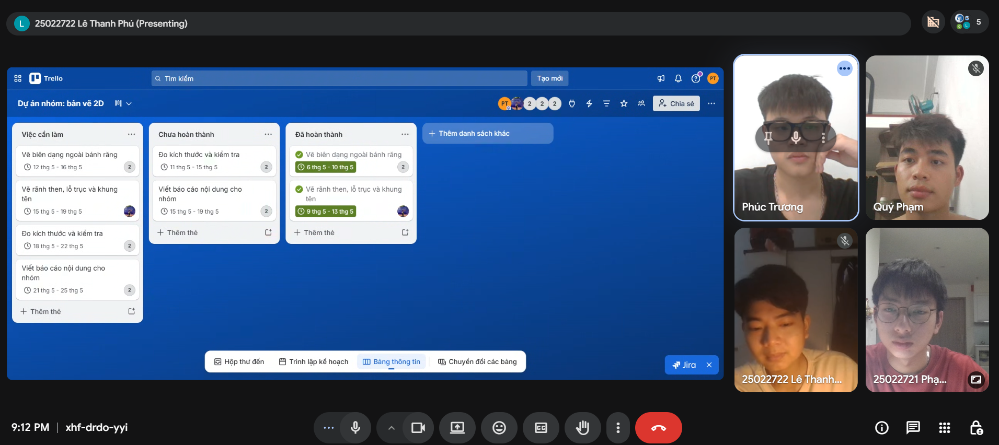 L 25022722 Lê Thanh Phú (Presenting)
5
Trello
Tìm kiếm
Tạo mới
PT
Dự án nhóm: bản vẽ 2D
PT 2 2 2
Chia sẻ
Việc cần làm
Vẽ biên dạng ngoài bánh răng
12 thg 5 - 16 thg 5
2
Vẽ rãnh then, lỗ trục và khung
tên
15 thg 5 - 19 thg 5
Đo kích thước và kiểm tra
18 thg 5 - 22 thg 5
2
Viết báo cáo nội dung cho
nhóm
21 thg 5 - 25 thg 5
2
Thêm thẻ
Chưa hoàn thành
Đo kích thước và kiểm tra
11 thg 5 - 15 thg 5
2
Viết báo cáo nội dung cho
nhóm
15 thg 5 - 19 thg 5
2
Thêm thẻ
Đã hoàn thành
Vẽ biên dạng ngoài bánh răng
6 thg 5 - 10 thg 5
2
Vẽ rãnh then, lỗ trục và khung
tên
9 thg 5 - 13 thg 5
Thêm thẻ
Thêm danh sách khác
Hộp thư đến
Trình lập kế hoạch
Bảng thông tin
Chuyển đổi các bảng
Jira
Phúc Trương
Quý Phạm
25022722 Lê Thanh...
25022721 Phạ...
9:12 PM | xhf-drdo-yyi
CC